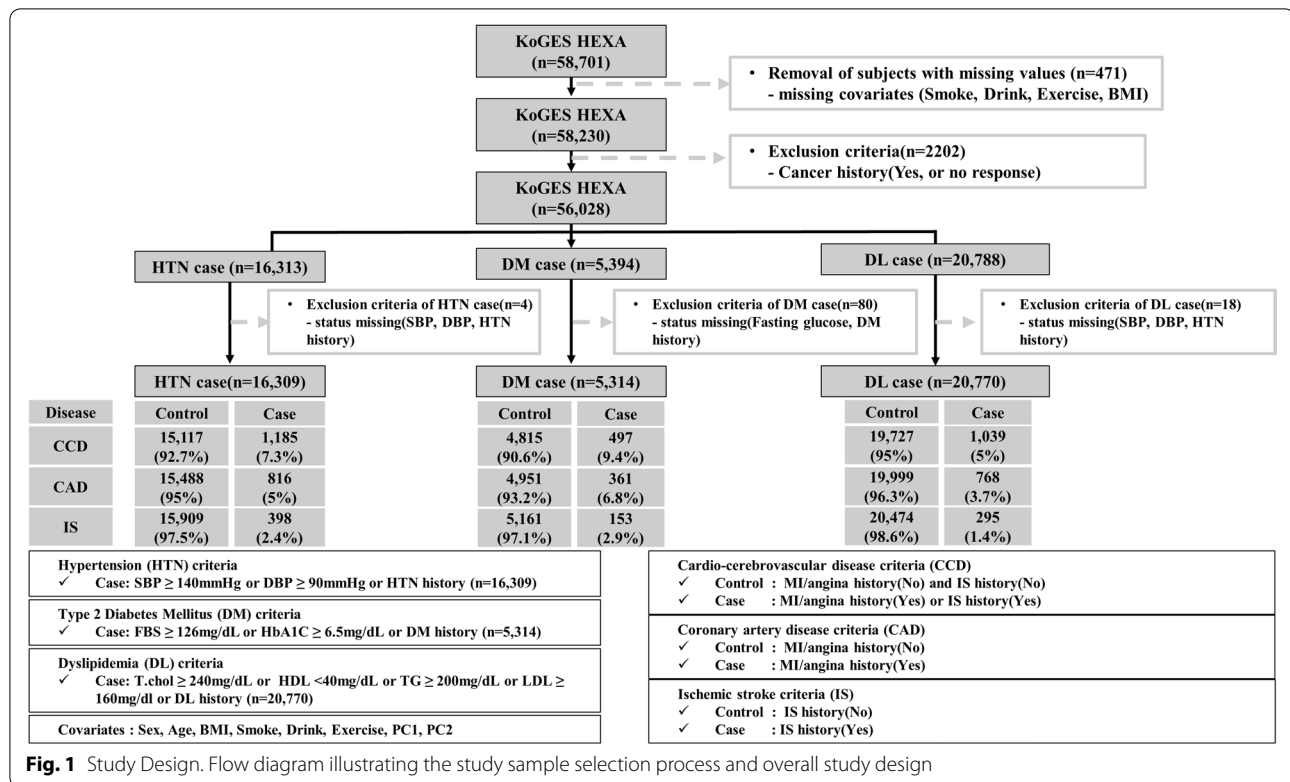 KoGES HEXA
(n=58,701)
• Removal of subjects with missing values (n=471)
- missing covariates (Smoke, Drink, Exercise, BMI)
KoGES HEXA
(n=58,230)
• Exclusion criteria(n=2202)
- Cancer history(Yes, or no response)
KoGES HEXA
(n=56,028)
HTN case (n=16,313)
DM case (n=5,394)
DL case (n=20,788)
• Exclusion criteria of HTN case(n=4)
- status missing(SBP, DBP, HTN
history)
• Exclusion criteria of DM case(n=80)
- status missing(Fasting glucose, DM
history)
• Exclusion criteria of DL case(n=18)
- status missing(SBP, DBP, HTN
history)
HTN case(n=16,309)
DM case (n=5,314)
DL case (n=20,770)
Disease Control Case Control Case Control Case
CCD 15,117 1,185 4,815 497 19,727 1,039
(92.7%) (7.3%) (90.6%) (9.4%) (95%) (5%)
CAD 15,488 816 4,951 361 19,999 768
(95%) (5%) (93.2%) (6.8%) (96.3%) (3.7%)
IS 15,909 398 5,161 153 20,474 295
(97.5%) (2.4%) (97.1%) (2.9%) (98.6%) (1.4%)
Hypertension (HTN) criteria
✓ Case: SBP ≥ 140mmHg or DBP ≥ 90mmHg or HTN history (n=16,309)
Type 2 Diabetes Mellitus (DM) criteria
✓ Case: FBS ≥ 126mg/dL or HbA1C ≥ 6.5mg/dL or DM history (n=5,314)
Dyslipidemia (DL) criteria
✓ Case: T.chol ≥ 240mg/dL or HDL <40mg/dL or TG ≥ 200mg/dL or LDL ≥
160mg/dl or DL history (n=20,770)
Covariates : Sex, Age, BMI, Smoke, Drink, Exercise, PC1, PC2
Cardio-cerebrovascular disease criteria (CCD)
✓ Control : MI/angina history(No) and IS history(No)
✓ Case : MI/angina history(Yes) or IS history(Yes)
Coronary artery disease criteria (CAD)
✓ Control : MI/angina history(No)
✓ Case : MI/angina history(Yes)
Ischemic stroke criteria (IS)
✓ Control : IS history(No)
✓ Case : IS history(Yes)
Fig. 1 Study Design. Flow diagram illustrating the study sample selection process and overall study design